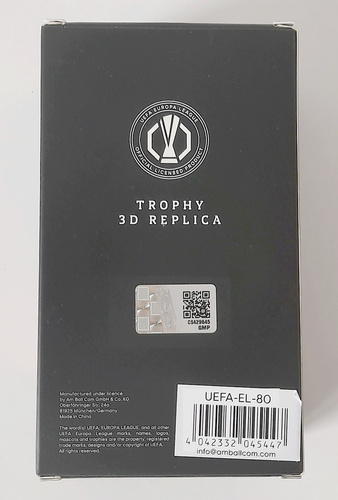 UEFA EUROPA LEAGUE
OFFICIAL LICENSED PRODUCT
TROPHY
3D REPLICA
C5429845
GMP
Manufactured under licence
by Am Ball Com GmbH & Co. KG
Oberföhringer Str. 24a
81925 München/Germany
Made in China
The word(s) UEFA, EUROPA LEAGUE, and all other
UEFA Europa League marks, names, logos,
mascots and trophies are the property, registered
trade marks, designs and/or copyright of UEFA.
All rights reserved.
UEFA-EL-80
4 042332 045447
info@amballcom.com